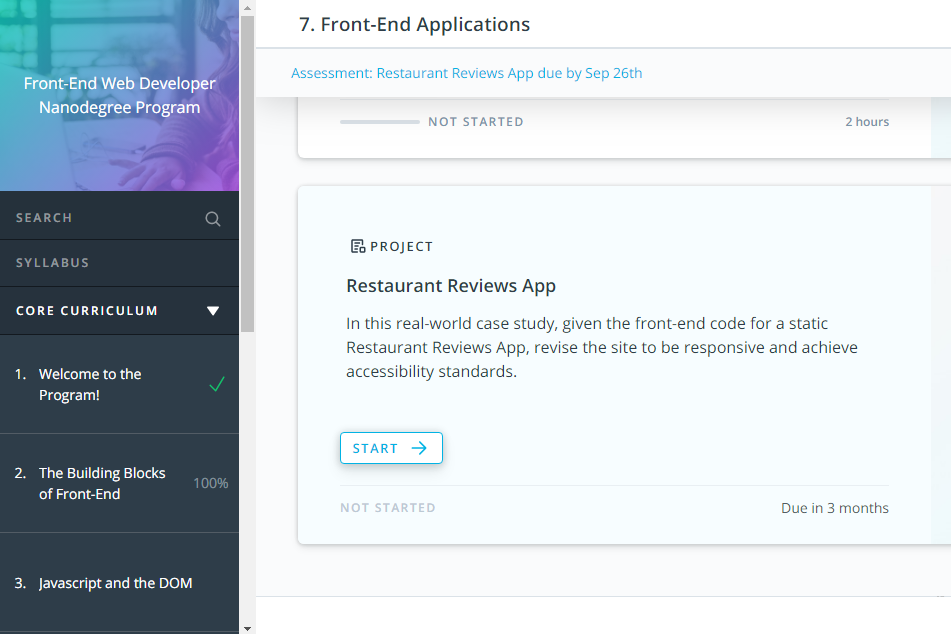 Front-End Web Developer
Nanodegree Program
SEARCH
SYLLABUS
CORE CURRICULUM
1. Welcome to the
Program!
2. The Building Blocks
of Front-End
100%
3. Javascript and the DOM
7. Front-End Applications
Assessment: Restaurant Reviews App due by Sep 26th
NOT STARTED
2 hours
PROJECT
Restaurant Reviews App
In this real-world case study, given the front-end code for a static
Restaurant Reviews App, revise the site to be responsive and achieve
accessibility standards.
START
NOT STARTED
Due in 3 months